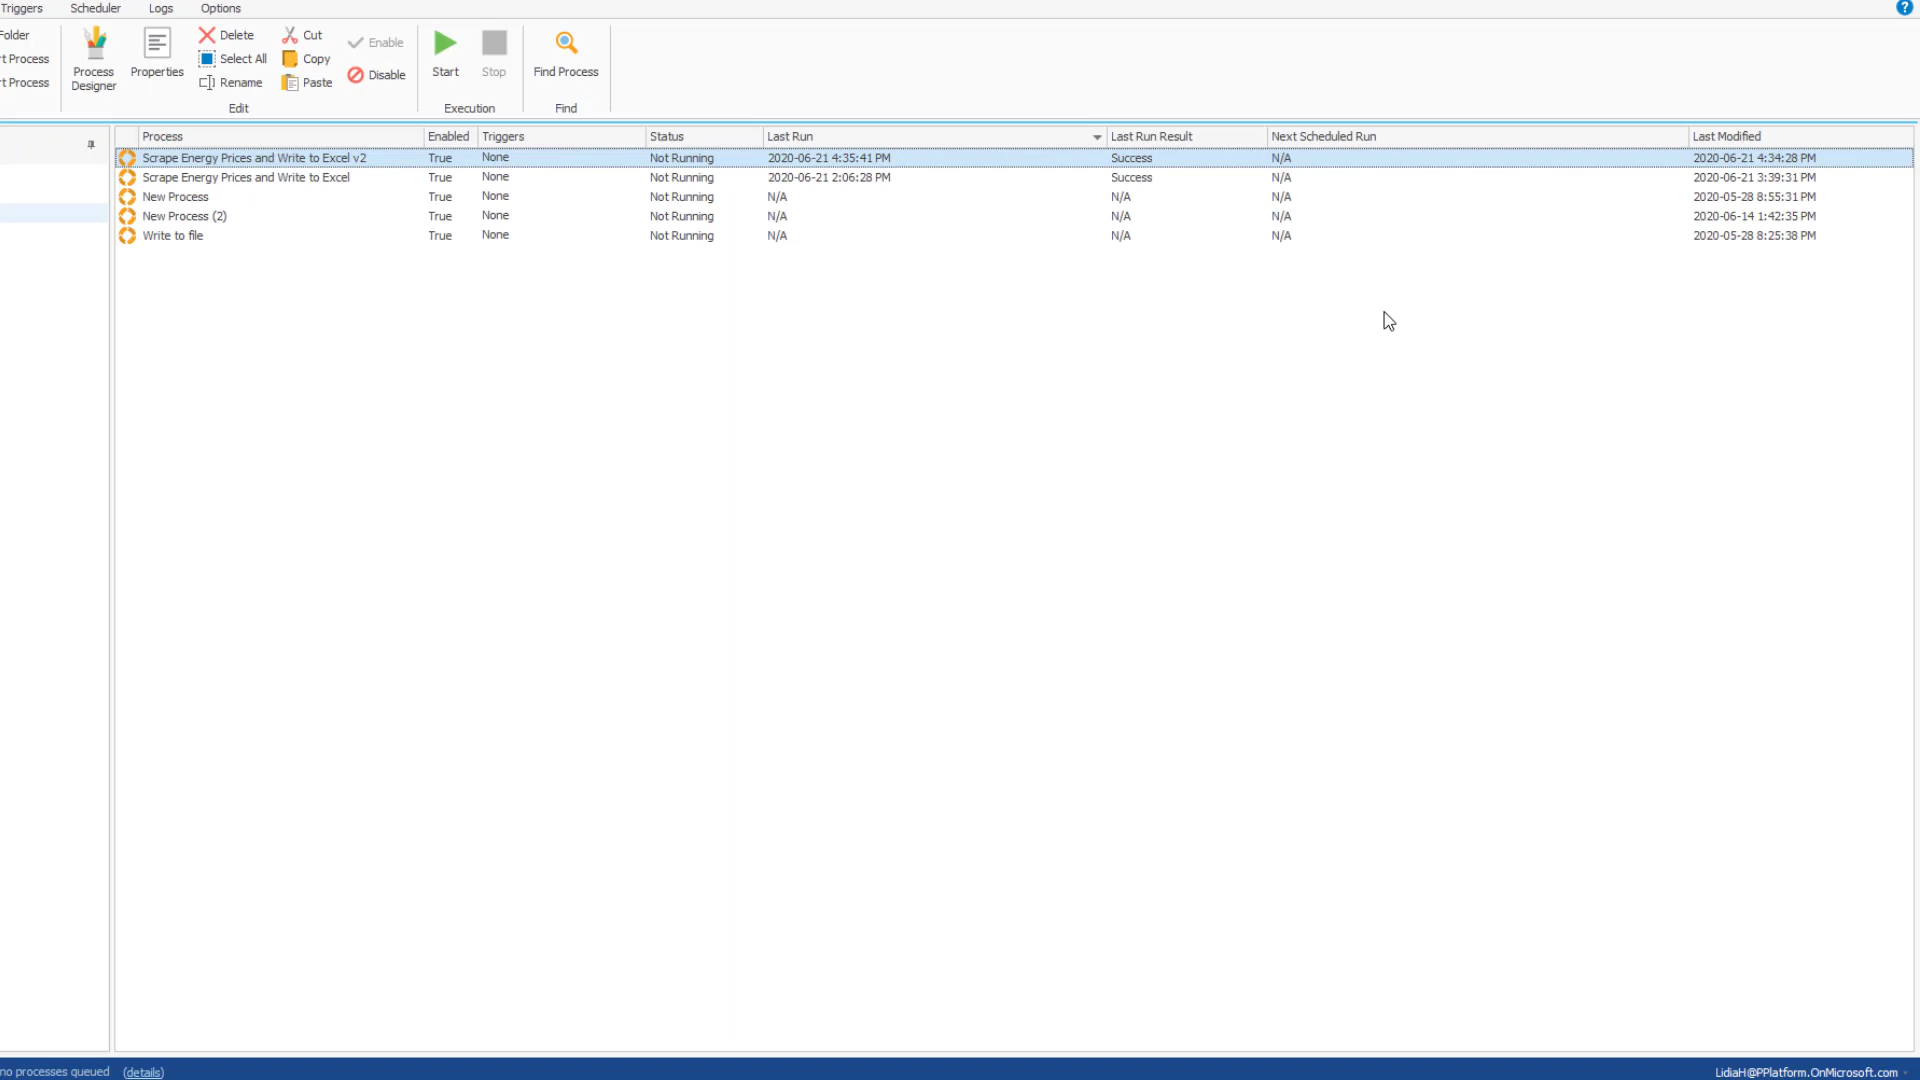 Triggers Scheduler Logs Options ?
Folder
rt Process
rt Process
Process
Designer
Properties
Delete
Select All
Rename
Cut
Copy
Paste
Enable
Disable
Edit
Start Stop
Execution
Find Process
Find
Process Enabled Triggers Status Last Run Last Run Result Next Scheduled Run Last Modified
Scrape Energy Prices and Write to Excel v2 True None Not Running 2020-06-21 4:35:41 PM Success N/A 2020-06-21 4:34:28 PM
Scrape Energy Prices and Write to Excel True None Not Running 2020-06-21 2:06:28 PM Success N/A 2020-06-21 3:39:31 PM
New Process True None Not Running N/A N/A N/A 2020-05-28 8:55:31 PM
New Process (2) True None Not Running N/A N/A N/A 2020-06-14 1:42:35 PM
Write to file True None Not Running N/A N/A N/A 2020-05-28 8:25:38 PM
no processes queued (details) LidiaH@PPlatform.OnMicrosoft.com